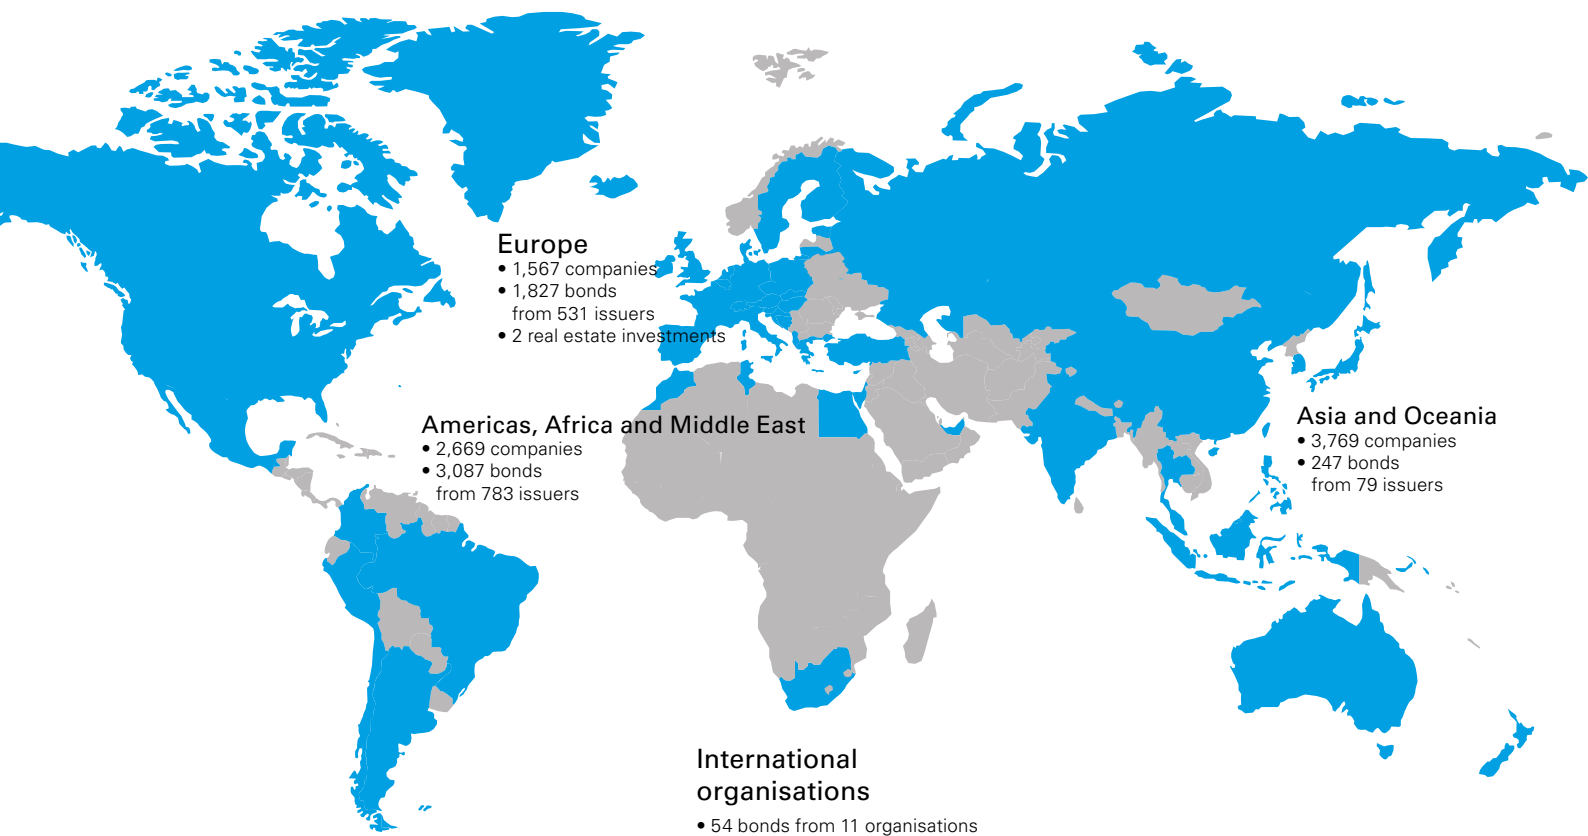 Europe
• 1,567 companies
• 1,827 bonds
from 531 issuers
• 2 real estate investments
Americas, Africa and Middle East
• 2,669 companies
• 3,087 bonds
from 783 issuers
Asia and Oceania
• 3,769 companies
• 247 bonds
from 79 issuers
International
organisations
• 54 bonds from 11 organisations